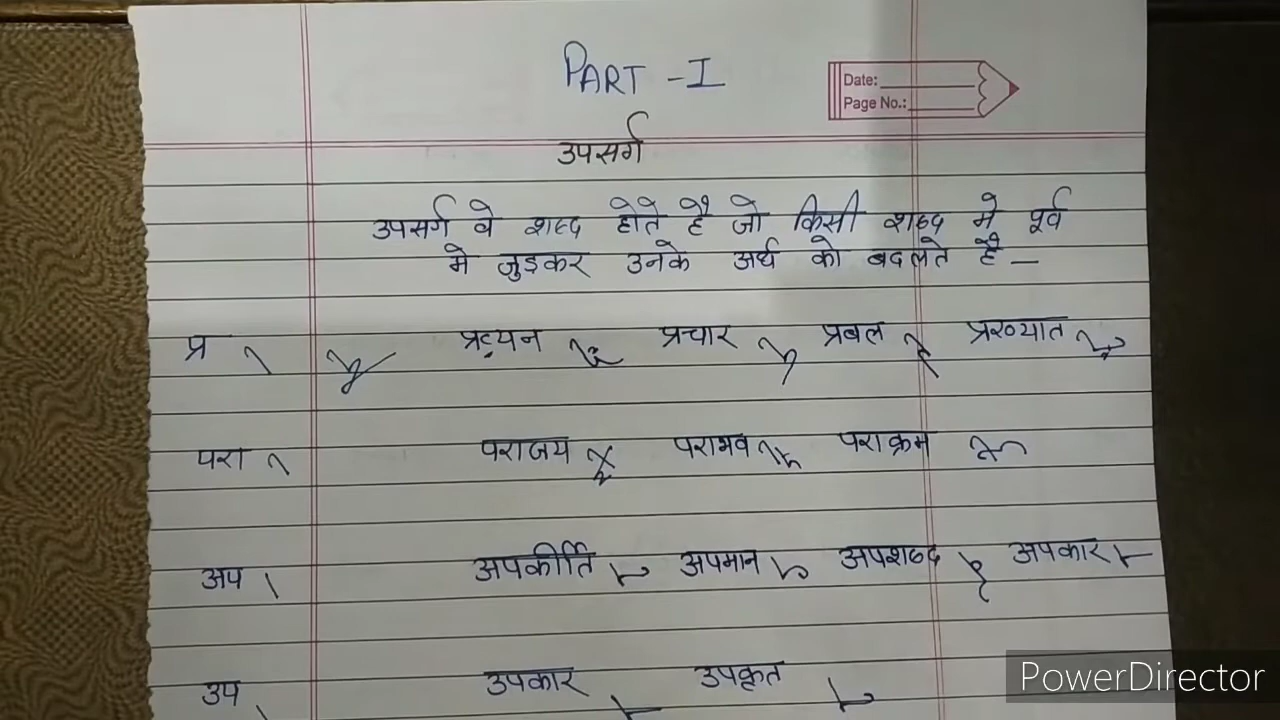 PART - I
Date:
Page No.:
उपसर्ग
उपसर्ग वे शब्द होते है जो किसी शब्द मे पूर्व
मे जुड़कर उनके अर्थ को बदलते है –
प्र प्रचार प्रबल प्रख्यात
परा पराजय पराभव पराक्रम
अप अपकीर्ति अपमान अपशब्द अपकार
उप उपकार उपकृत
PowerDirector